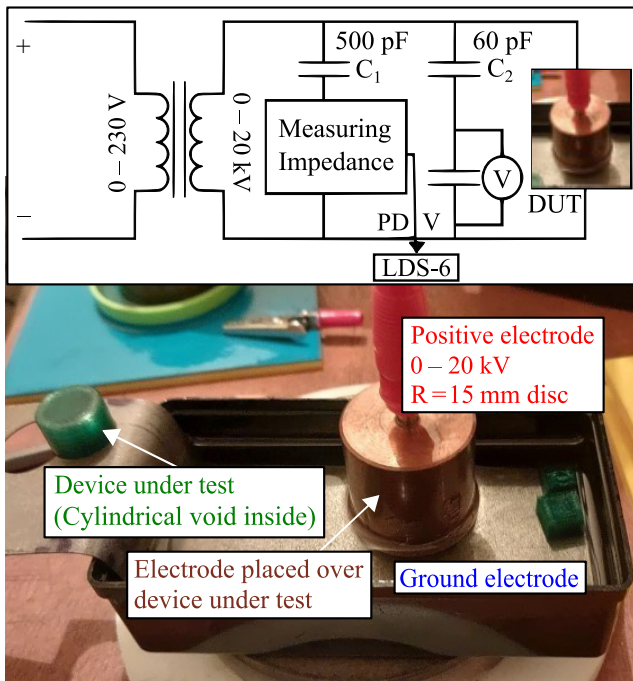 +
500 pF
C1
60 pF
C2
0 – 230 V
0 – 20 kV
Measuring
Impedance
V
DUT
–
PD V
LDS-6
Positive electrode
0 – 20 kV
R = 15 mm disc
Device under test
(Cylindrical void inside)
Electrode placed over
device under test
Ground electrode